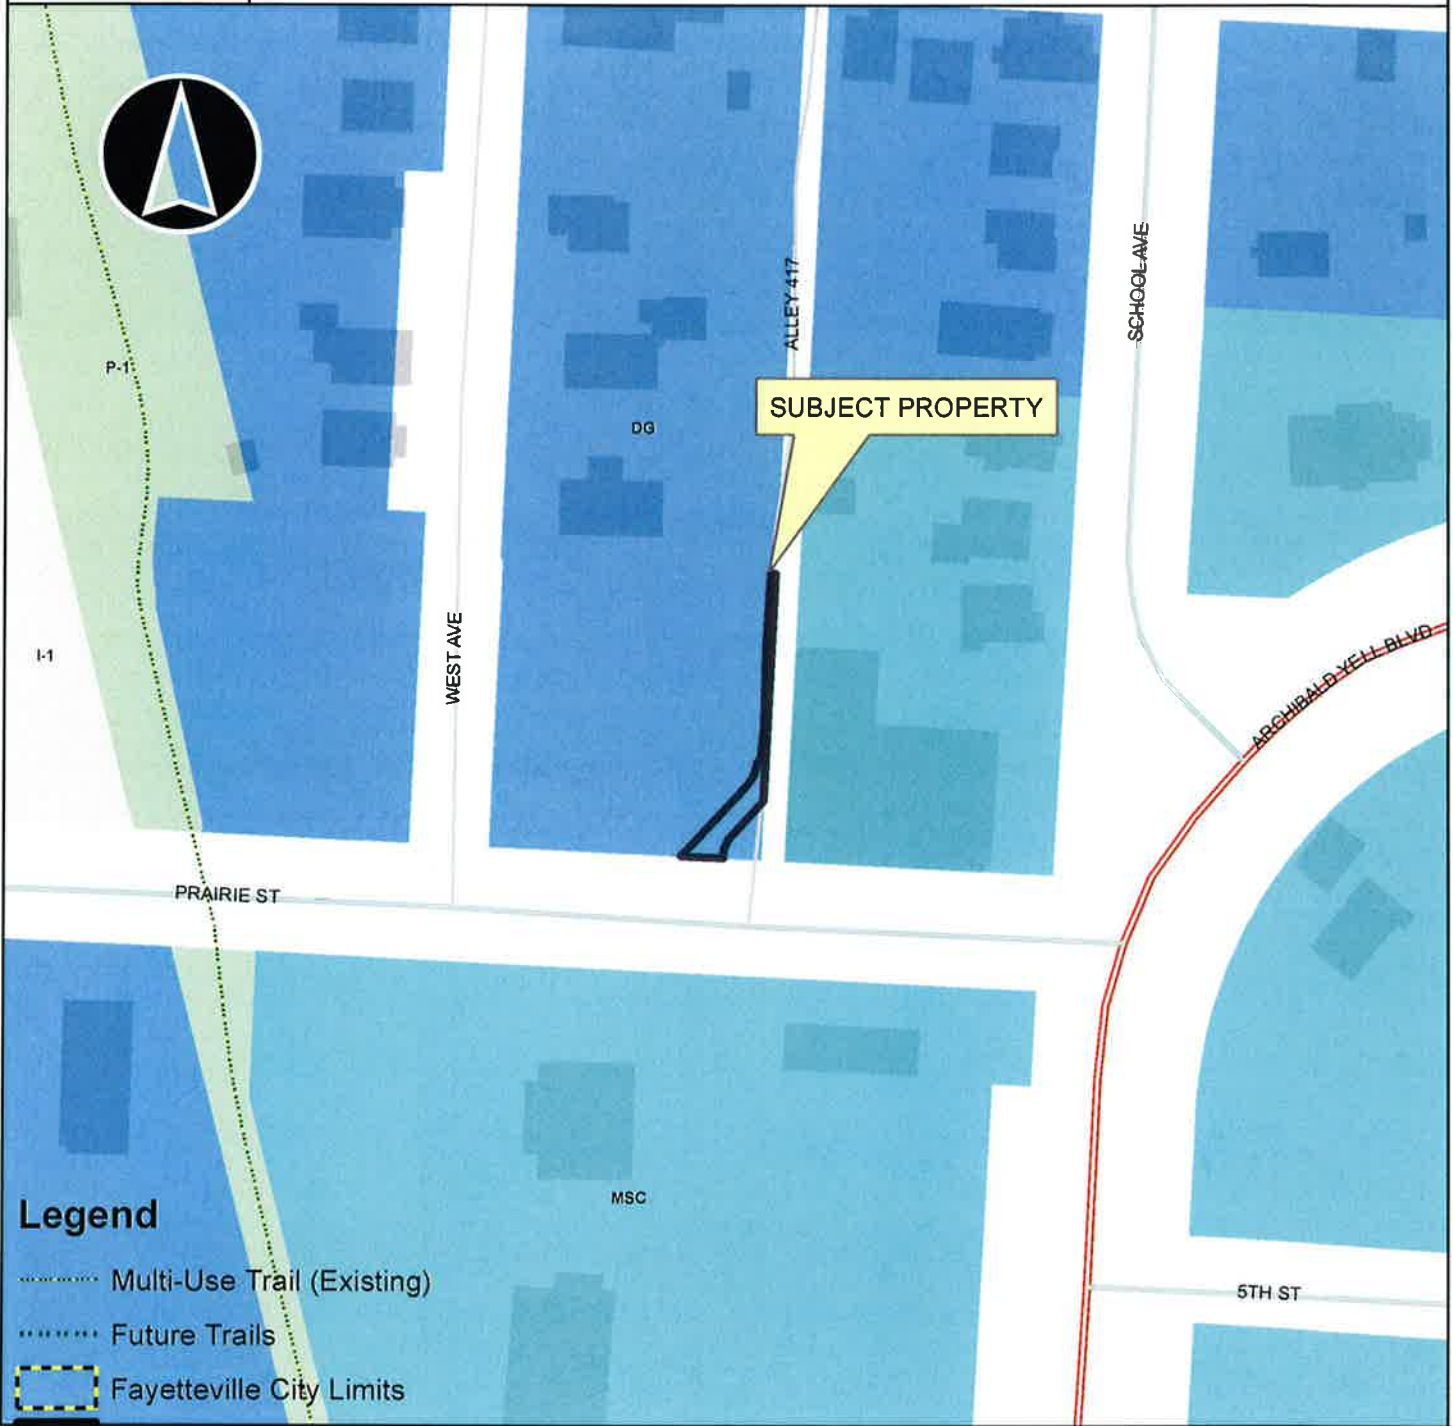 ALLEY 417
SCHOOL AVE
P-1
SUBJECT PROPERTY
DG
I-1
WEST AVE
ARCHIBALD YELL BLVD
PRAIRIE ST
MSC
5TH ST
Legend
Multi-Use Trail (Existing)
Future Trails
Fayetteville City Limits